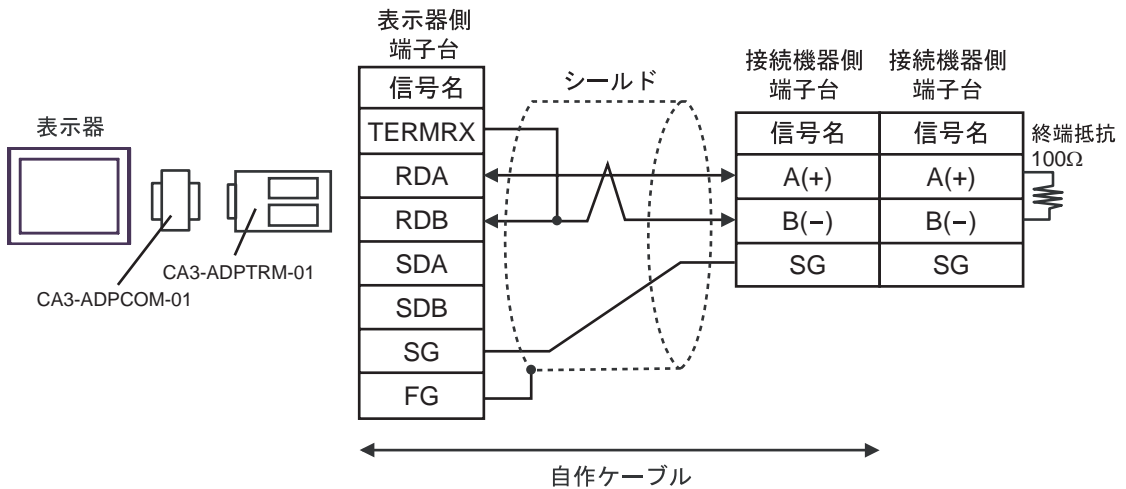 表示器
CA3-ADPTRM-01
CA3-ADPCOM-01
表示器側
端子台
信号名
TERMRX
RDA
RDB
SDA
SDB
SG
FG
シールド
接続機器側
端子台
信号名
A(+)
B(−)
SG
接続機器側
端子台
信号名
A(+)
B(−)
SG
終端抵抗
100Ω
自作ケーブル